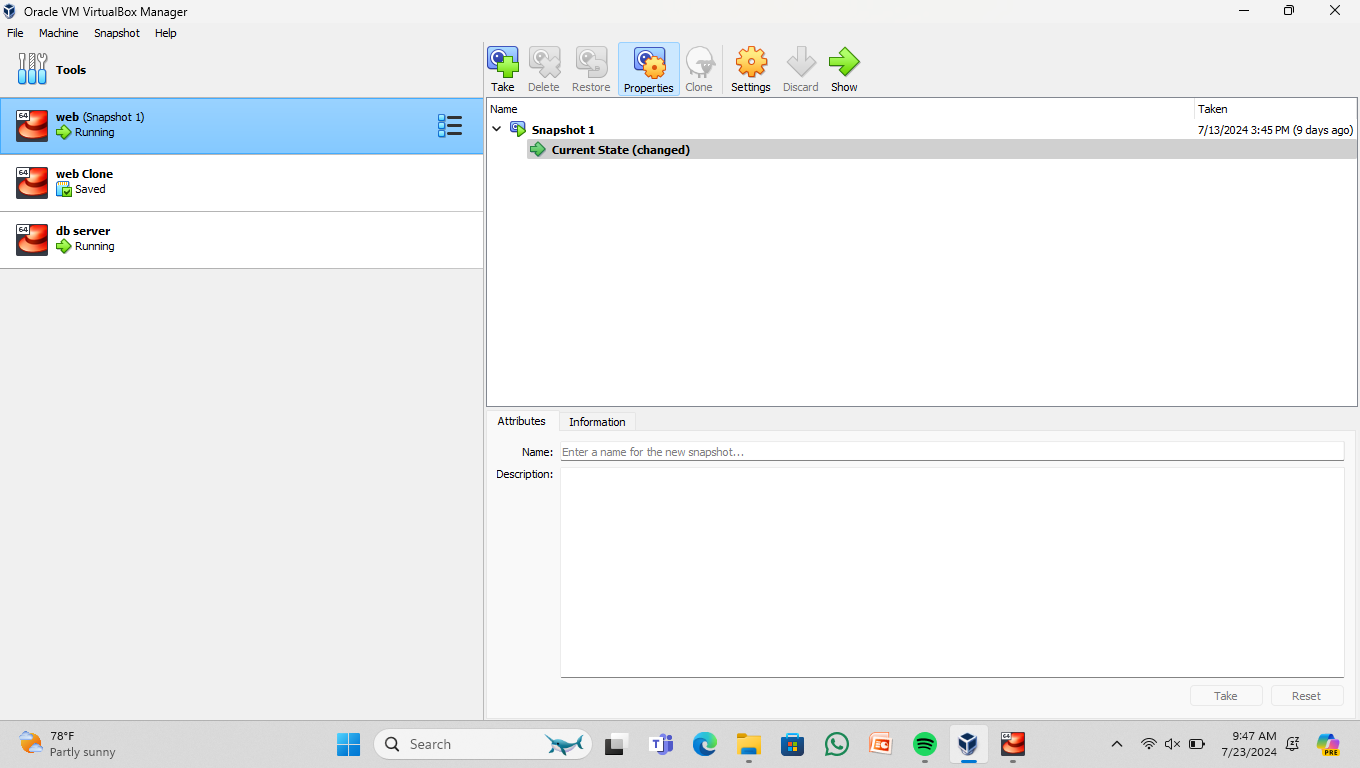 Oracle VM VirtualBox Manager
File Machine Snapshot Help
Tools
Take Delete Restore Properties Clone Settings Discard Show
64
web (Snapshot 1)
Running
64
web Clone
Saved
64
db server
Running
Name Taken
Snapshot 1 7/13/2024 3:45 PM (9 days ago)
Current State (changed)
Attributes Information
Name: Enter a name for the new snapshot...
Description:
Take Reset
78°F
Partly sunny
Search
64
9:47 AM
7/23/2024
PRE